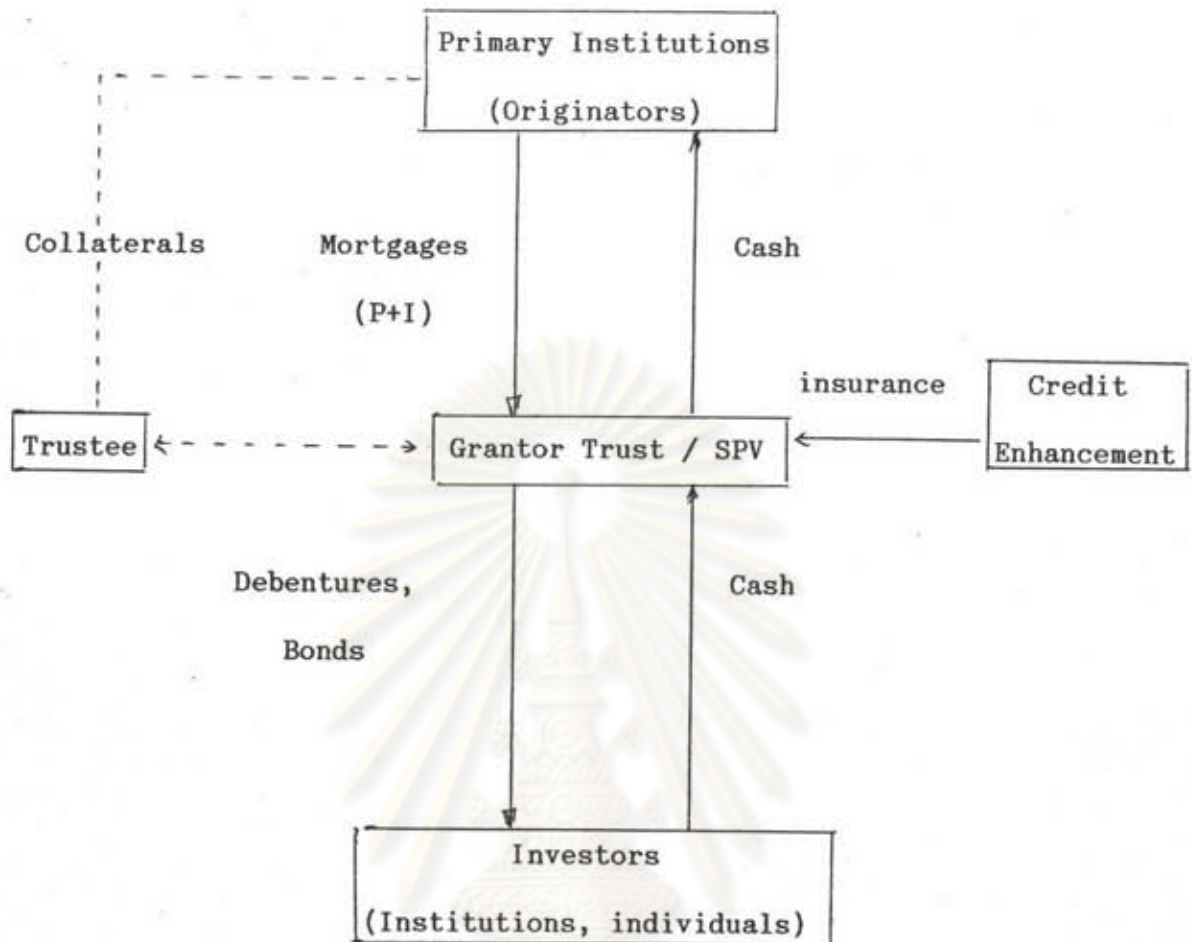 Primary Institutions
(Originators)
Collaterals
Mortgages
(P+I)
Cash
insurance
Credit
Enhancement
Trustee
Grantor Trust / SPV
Debentures,
Bonds
Cash
Investors
(Institutions, individuals)